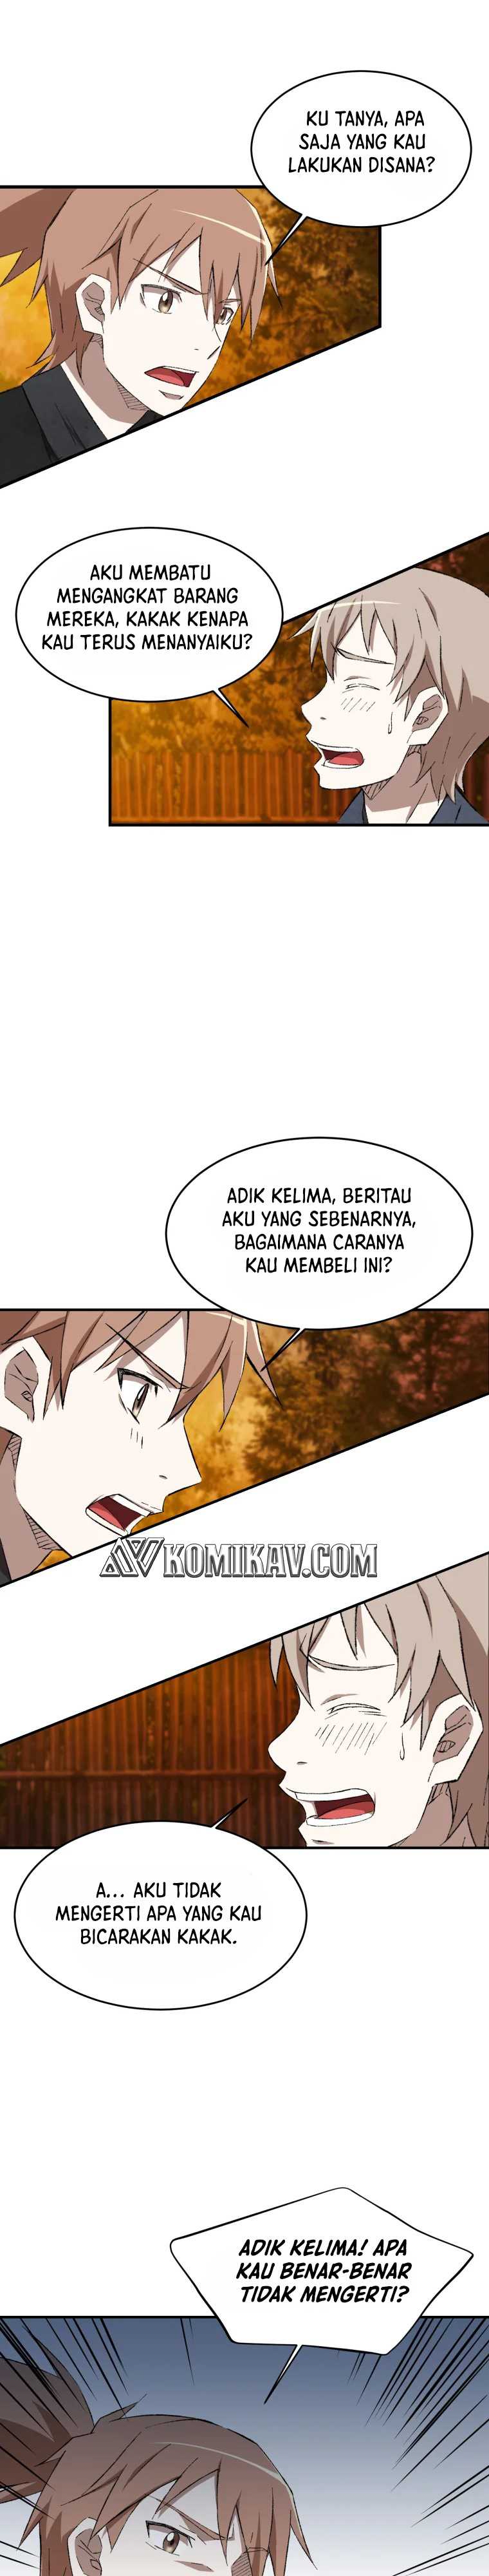 KU TANYA, APA
SAJA YANG KAU
LAKUKAN DISANA?
AKU MEMBATU
MENGANGKAT BARANG
MEREKA, KAKAK KENAPA
KAU TERUS MENANYAIKU?
ADIK KELIMA, BERITAU
AKU YANG SEBENARNYA,
BAGAIMANA CARANYA
KAU MEMBELI INI?
KOMIKAV.COM
A... AKU TIDAK
MENGERTI APA YANG KAU
BICARAKAN KAKAK.
ADIK KELIMA! APA
KAU BENAR-BENAR
TIDAK MENGERTI?